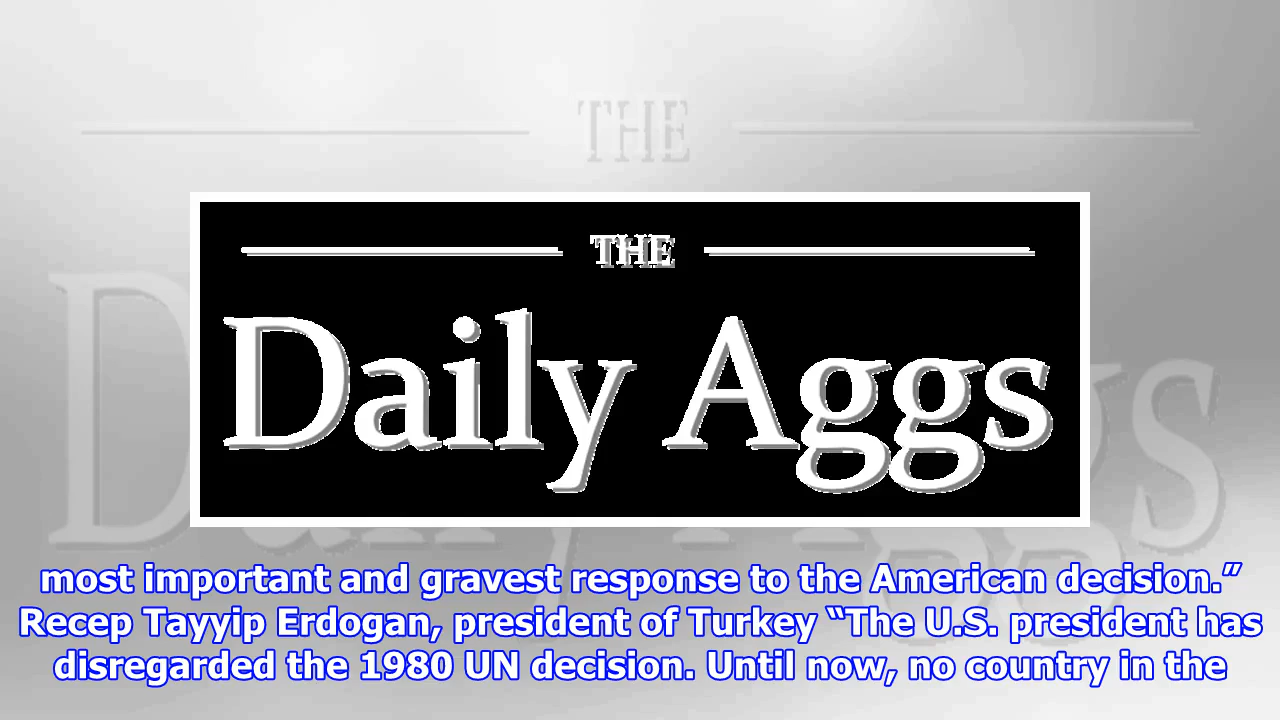 THE
THE
Daily Aggs
most important and gravest response to the American decision.”
Recep Tayyip Erdogan, president of Turkey “The U.S. president has
disregarded the 1980 UN decision. Until now, no country in the